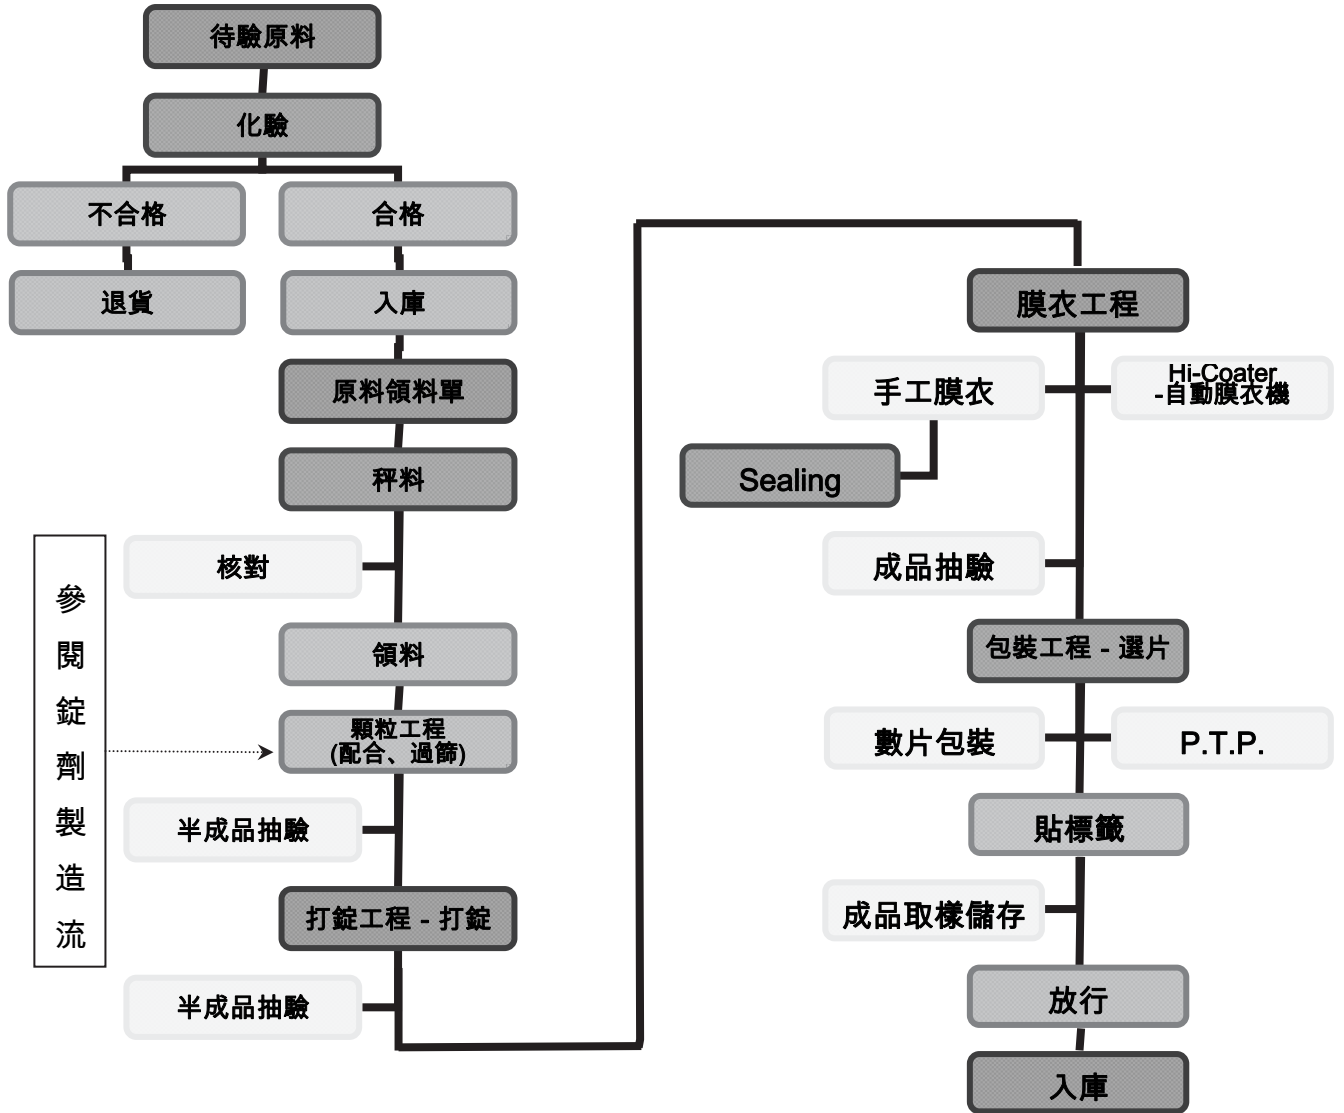 待驗原料
化驗
不合格
合格
退貨
入庫
原料領料單
秤料
核對
領料
顆粒工程
(配合、過篩)
半成品抽驗
打錠工程 - 打錠
半成品抽驗
參
閱
錠
劑
製
造
流
膜衣工程
手工膜衣
Hi-Coater
-自動膜衣機
Sealing
成品抽驗
包裝工程 - 選片
數片包裝
P.T.P.
貼標籤
成品取樣儲存
放行
入庫